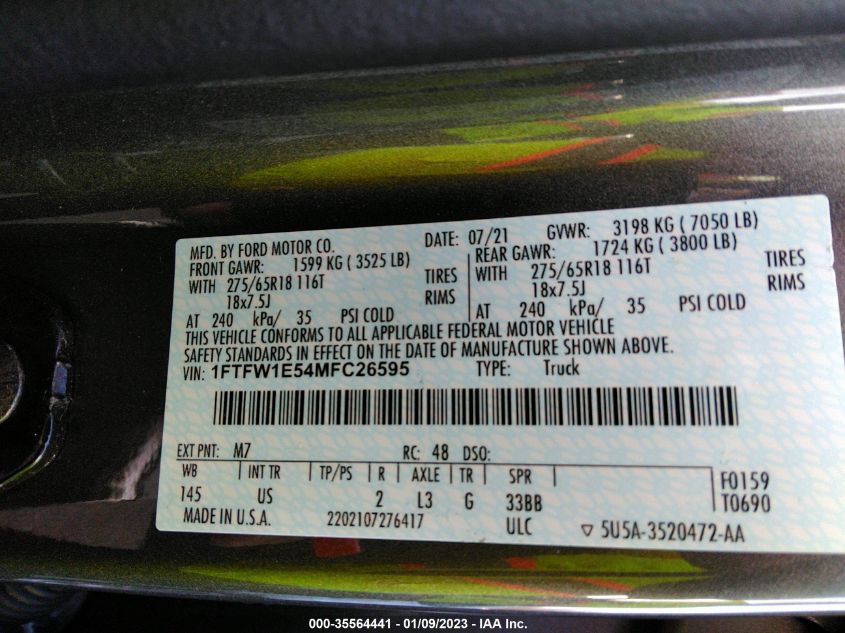 MFD. BY FORD MOTOR CO. DATE: 07/21 GVWR: 3198 KG ( 7050 LB)
FRONT GAWR: 1599 KG ( 3525 LB) REAR GAWR: 1724 KG ( 3800 LB)
WITH 275/65R18 116T TIRES WITH 275/65R18 116T TIRES
18x7.5J RIMS 18x7.5J RIMS
AT 240 kPa/ 35 PSI COLD AT 240 kPa/ 35 PSI COLD
THIS VEHICLE CONFORMS TO ALL APPLICABLE FEDERAL MOTOR VEHICLE
SAFETY STANDARDS IN EFFECT ON THE DATE OF MANUFACTURE SHOWN ABOVE.
VIN: 1FTFW1E54MFC26595 TYPE: Truck
EXT PNT: M7 RC: 48 DSO:
WB INT TR TP/PS R AXLE TR SPR F0159
145 US 2 L3 G 33BB T0690
MADE IN U.S.A. 2202107276417 ULC ▽ 5U5A-3520472-AA
000-35564441 - 01/09/2023 - IAA Inc.